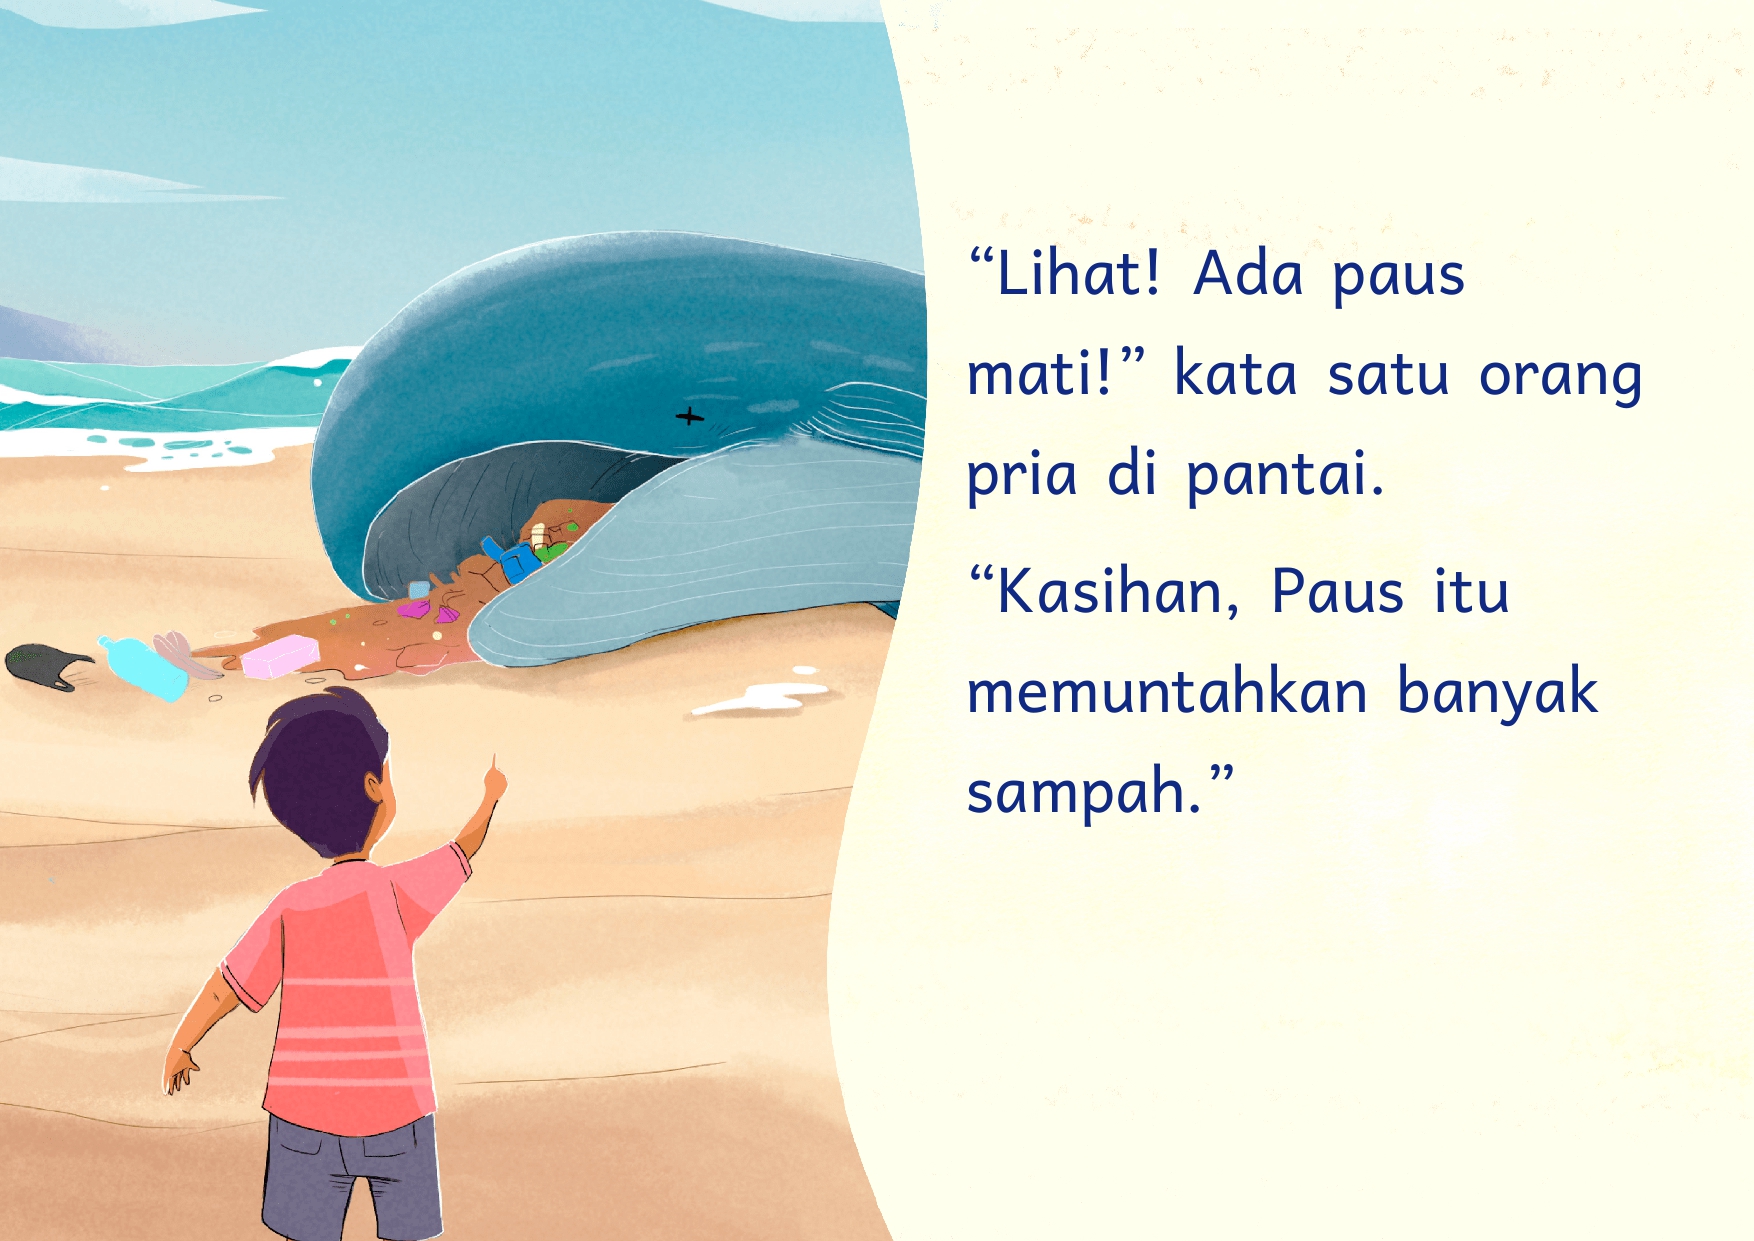 “Lihat! Ada paus
mati!” kata satu orang
pria di pantai.
“Kasihan, Paus itu
memuntahkan banyak
sampah.”